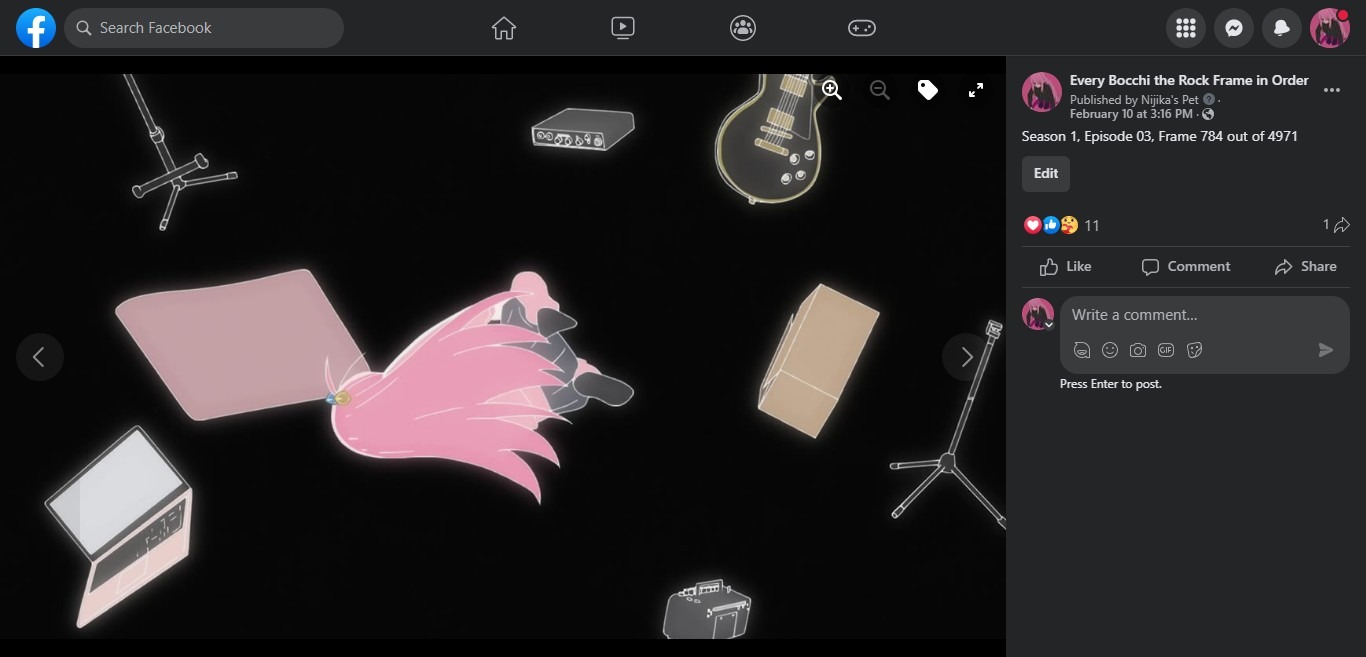 Search Facebook
Every Bocchi the Rock Frame in Order
Published by Nijika's Pet ·
February 10 at 3:16 PM ·
Season 1, Episode 03, Frame 784 out of 4971
Edit
11
1
Like
Comment
Share
Write a comment...
GIF
Press Enter to post.